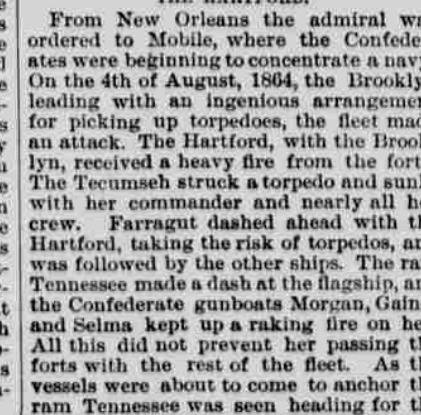 THE HARTFORD.
From New Orleans the admiral wa
ordered to Mobile, where the Confede
ates were beginning to concentrate a navy
On the 4th of August, 1864, the Brookly
leading with an ingenious arrangemen
for picking up torpedoes, the fleet mad
an attack. The Hartford, with the Brook
lyn, received a heavy fire from the fort
The Tecumseh struck a torpedo and sunk
with her commander and nearly all he
crew. Farragut dashed ahead with th
Hartford, taking the risk of torpedos, an
was followed by the other ships. The ra
Tennessee made a dash at the flagship, an
the Confederate gunboats Morgan, Gain
and Selma kept up a raking fire on he
All this did not prevent her passing th
forts with the rest of the fleet. As th
vessels were about to come to anchor th
ram Tennessee was seen heading for th